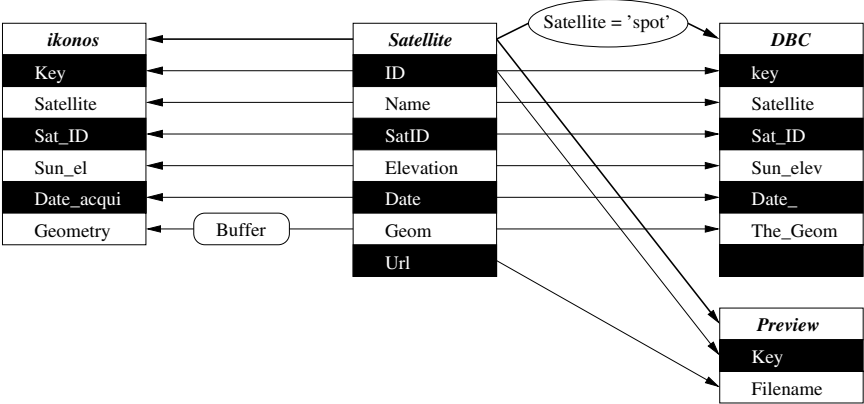 Satellite = 'spot'
ikonos
Key
Satellite
Sat_ID
Sun_el
Date_acqui
Geometry
Buffer
Satellite
ID
Name
SatID
Elevation
Date
Geom
Url
DBC
key
Satellite
Sat_ID
Sun_elev
Date_
The_Geom
Preview
Key
Filename